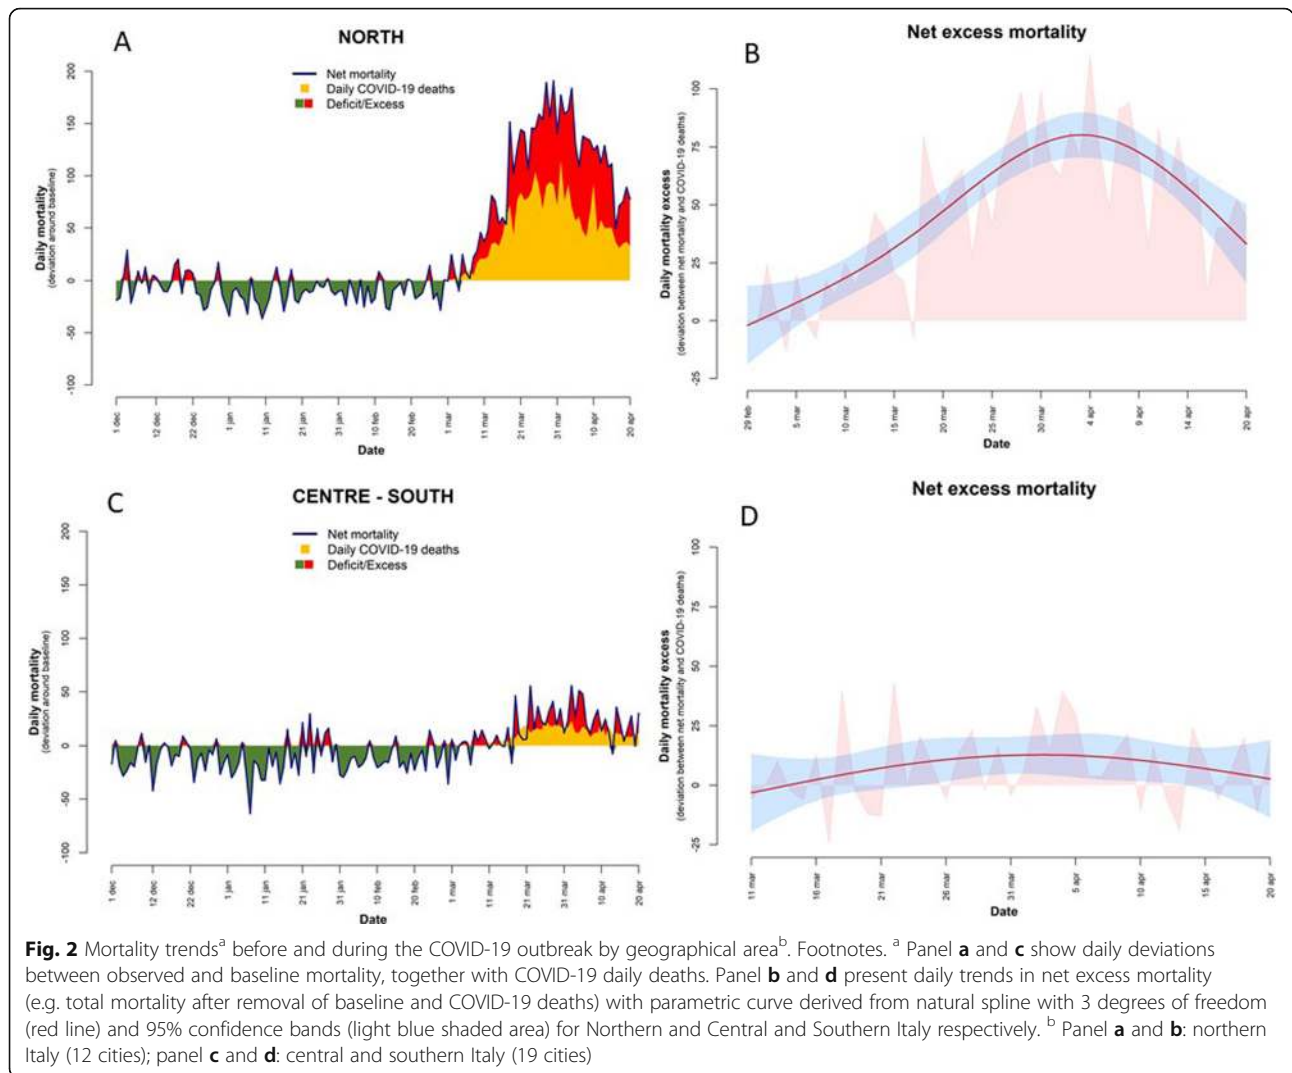 A
NORTH
Net mortality
Daily COVID-19 deaths
Deficit/Excess
Daily mortality
(deviation around baseline)
200
150
100
50
0
-50
-100
1 dec
12 dec
22 dec
1 jan
11 jan
21 jan
31 jan
10 feb
20 feb
1 mar
11 mar
21 mar
31 mar
10 apr
20 apr
Date
Net excess mortality
B
Daily mortality excess
(deviation between net mortality and COVID-19 deaths)
100
75
50
25
0
-25
29 feb
5 mar
10 mar
15 mar
20 mar
25 mar
30 mar
4 apr
9 apr
14 apr
20 apr
Date
C
CENTRE - SOUTH
Net mortality
Daily COVID-19 deaths
Deficit/Excess
Daily mortality
(deviation around baseline)
200
150
100
50
0
-50
-100
1 dec
12 dec
22 dec
1 jan
11 jan
21 jan
31 jan
10 feb
20 feb
1 mar
11 mar
21 mar
31 mar
10 apr
20 apr
Date
Net excess mortality
D
Daily mortality excess
(deviation between net mortality and COVID-19 deaths)
100
75
50
25
0
-25
11 mar
16 mar
21 mar
26 mar
31 mar
5 apr
10 apr
15 apr
20 apr
Date
Fig. 2 Mortality trendsᵃ before and during the COVID-19 outbreak by geographical areaᵇ. Footnotes. ᵃ Panel a and c show daily deviations
between observed and baseline mortality, together with COVID-19 daily deaths. Panel b and d present daily trends in net excess mortality
(e.g. total mortality after removal of baseline and COVID-19 deaths) with parametric curve derived from natural spline with 3 degrees of freedom
(red line) and 95% confidence bands (light blue shaded area) for Northern and Central and Southern Italy respectively. ᵇ Panel a and b: northern
Italy (12 cities); panel c and d: central and southern Italy (19 cities)